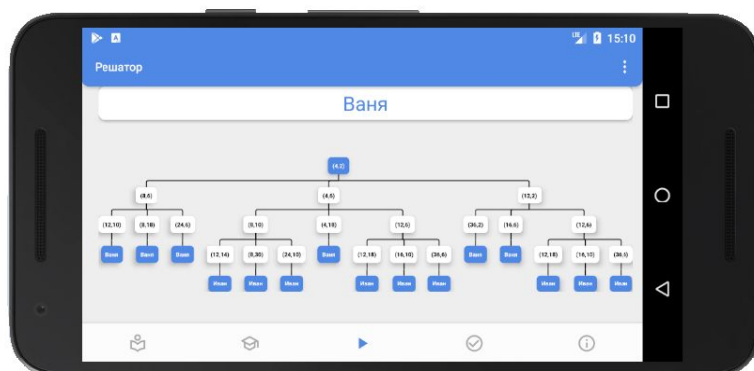 15:10
Решатор
Ваня
(4,2)
(8,6) (4,6) (12,2)
(12,10) (8,18) (24,6) (8,10) (4,18) (12,6) (36,2) (16,6) (12,6)
Ваня Ваня Ваня (12,14) (8,30) (24,10) Ваня (12,18) (16,10) (36,6) Ваня Ваня (12,18) (16,10) (36,6)
Иван Иван Иван Иван Иван Иван Иван Иван Иван